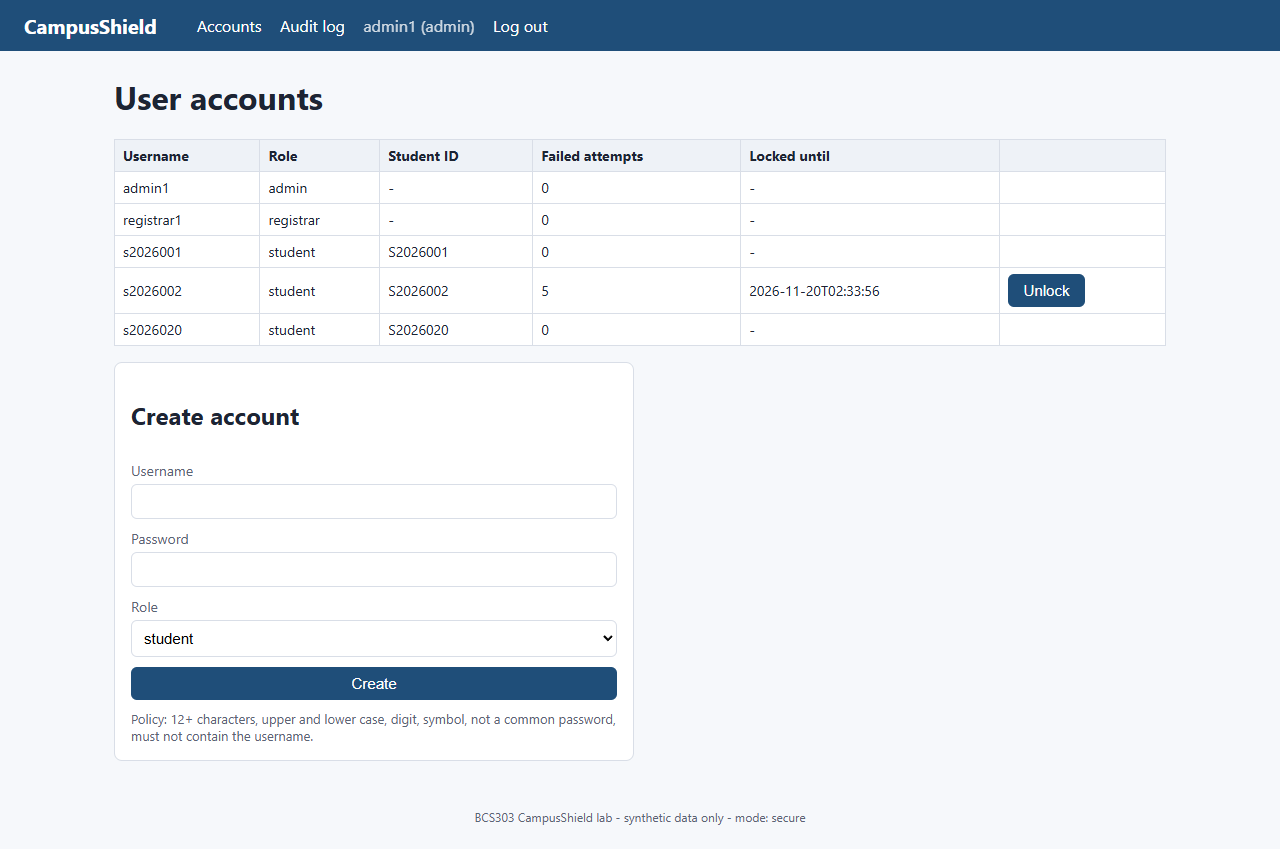 CampusShield Accounts Audit log admin1 (admin) Log out
User accounts
Username Role Student ID Failed attempts Locked until
admin1 admin - 0 -
registrar1 registrar - 0 -
s2026001 student S2026001 0 -
s2026002 student S2026002 5 2026-11-20T02:33:56 Unlock
s2026020 student S2026020 0 -
Create account
Username
Password
Role
student
Create
Policy: 12+ characters, upper and lower case, digit, symbol, not a common password,
must not contain the username.
BCS303 CampusShield lab - synthetic data only - mode: secure